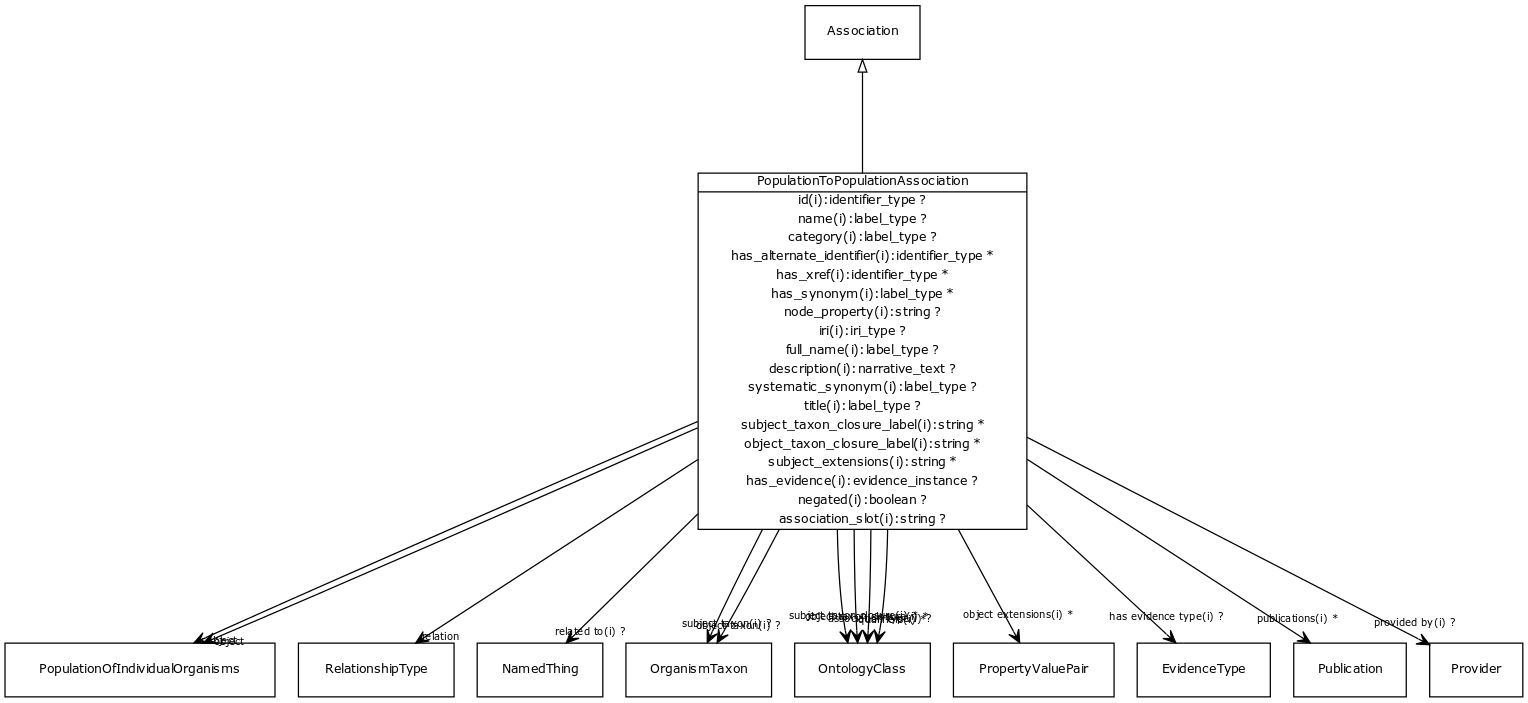 Association
PopulationToPopulationAssociation
id(i):identifier_type ?
name(i):label_type ?
category(i):label_type ?
has_alternate_identifier(i):identifier_type *
has_xref(i):identifier_type *
has_synonym(i):label_type *
node_property(i):string ?
iri(i):iri_type ?
full_name(i):label_type ?
description(i):narrative_text ?
systematic_synonym(i):label_type ?
title(i):label_type ?
subject_taxon_closure_label(i):string *
object_taxon_closure_label(i):string *
subject_extensions(i):string *
has_evidence(i):evidence_instance ?
negated(i):boolean ?
association_slot(i):string ?
object
relation
related to(i) ?
subject taxon(i) ?
object taxon(i) ?
object extensions(i) *
has evidence type(i) ?
publications(i) *
provided by(i) ?
PopulationOfIndividualOrganisms
RelationshipType
NamedThing
OrganismTaxon
OntologyClass
PropertyValuePair
EvidenceType
Publication
Provider